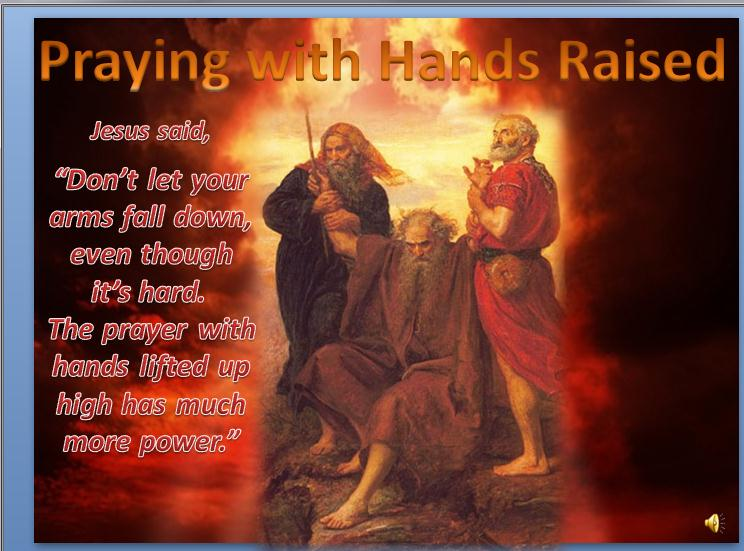 Praying with Hands Raised
Jesus said,
“Don’t let your
arms fall down,
even though
it’s hard.
The prayer with
hands lifted up
high has much
more power.”